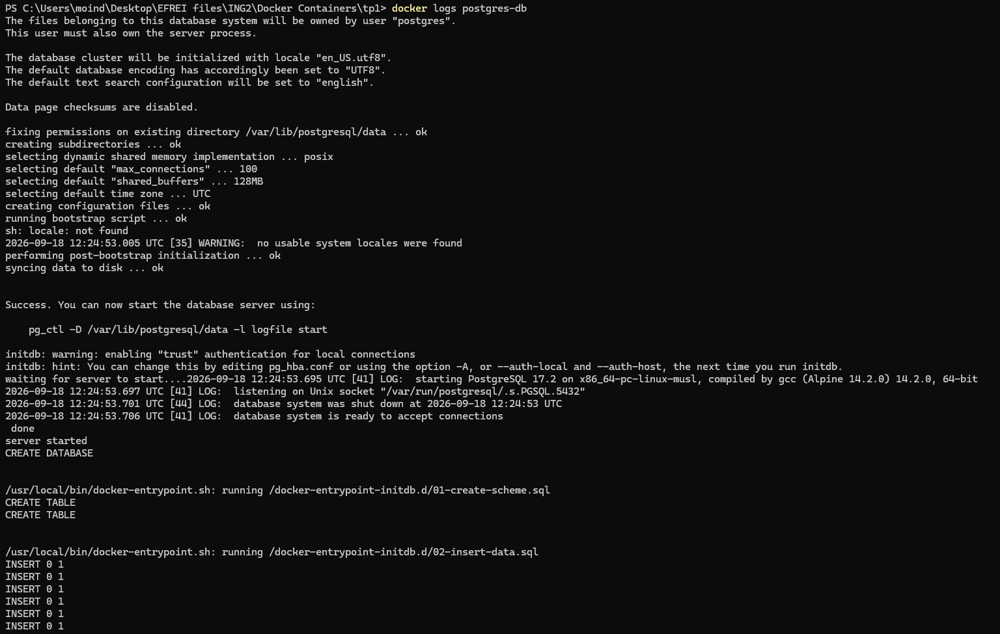 PS C:\Users\moind\Desktop\EFREI files\ING2\Docker Containers\tp1> docker logs postgres-db
The files belonging to this database system will be owned by user "postgres".
This user must also own the server process.
The database cluster will be initialized with locale "en_US.utf8".
The default database encoding has accordingly been set to "UTF8".
The default text search configuration will be set to "english".
Data page checksums are disabled.
fixing permissions on existing directory /var/lib/postgresql/data ... ok
creating subdirectories ... ok
selecting dynamic shared memory implementation ... posix
selecting default "max_connections" ... 100
selecting default "shared_buffers" ... 128MB
selecting default time zone ... UTC
creating configuration files ... ok
running bootstrap script ... ok
sh: locale: not found
2026-09-18 12:24:53.005 UTC [35] WARNING:  no usable system locales were found
performing post-bootstrap initialization ... ok
syncing data to disk ... ok
Success. You can now start the database server using:
    pg_ctl -D /var/lib/postgresql/data -l logfile start
initdb: warning: enabling "trust" authentication for local connections
initdb: hint: You can change this by editing pg_hba.conf or using the option -A, or --auth-local and --auth-host, the next time you run initdb.
waiting for server to start....2026-09-18 12:24:53.695 UTC [41] LOG:  starting PostgreSQL 17.2 on x86_64-pc-linux-musl, compiled by gcc (Alpine 14.2.0) 14.2.0, 64-bit
2026-09-18 12:24:53.697 UTC [41] LOG:  listening on Unix socket "/var/run/postgresql/.s.PGSQL.5432"
2026-09-18 12:24:53.701 UTC [44] LOG:  database system was shut down at 2026-09-18 12:24:53 UTC
2026-09-18 12:24:53.706 UTC [41] LOG:  database system is ready to accept connections
 done
server started
CREATE DATABASE
/usr/local/bin/docker-entrypoint.sh: running /docker-entrypoint-initdb.d/01-create-scheme.sql
CREATE TABLE
CREATE TABLE
/usr/local/bin/docker-entrypoint.sh: running /docker-entrypoint-initdb.d/02-insert-data.sql
INSERT 0 1
INSERT 0 1
INSERT 0 1
INSERT 0 1
INSERT 0 1
INSERT 0 1